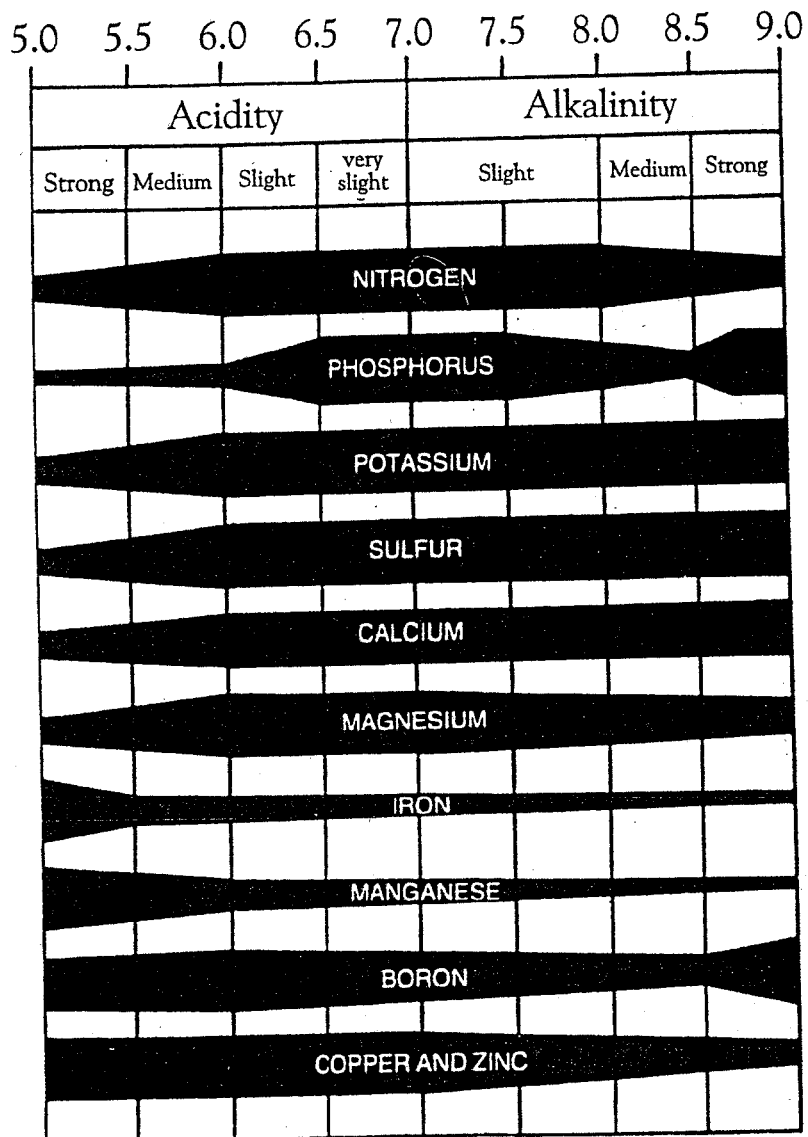 5.0 5.5 6.0 6.5 7.0 7.5 8.0 8.5 9.0
Acidity Alkalinity
Strong Medium Slight very slight Slight Medium Strong
NITROGEN
PHOSPHORUS
POTASSIUM
SULFUR
CALCIUM
MAGNESIUM
IRON
MANGANESE
BORON
COPPER AND ZINC